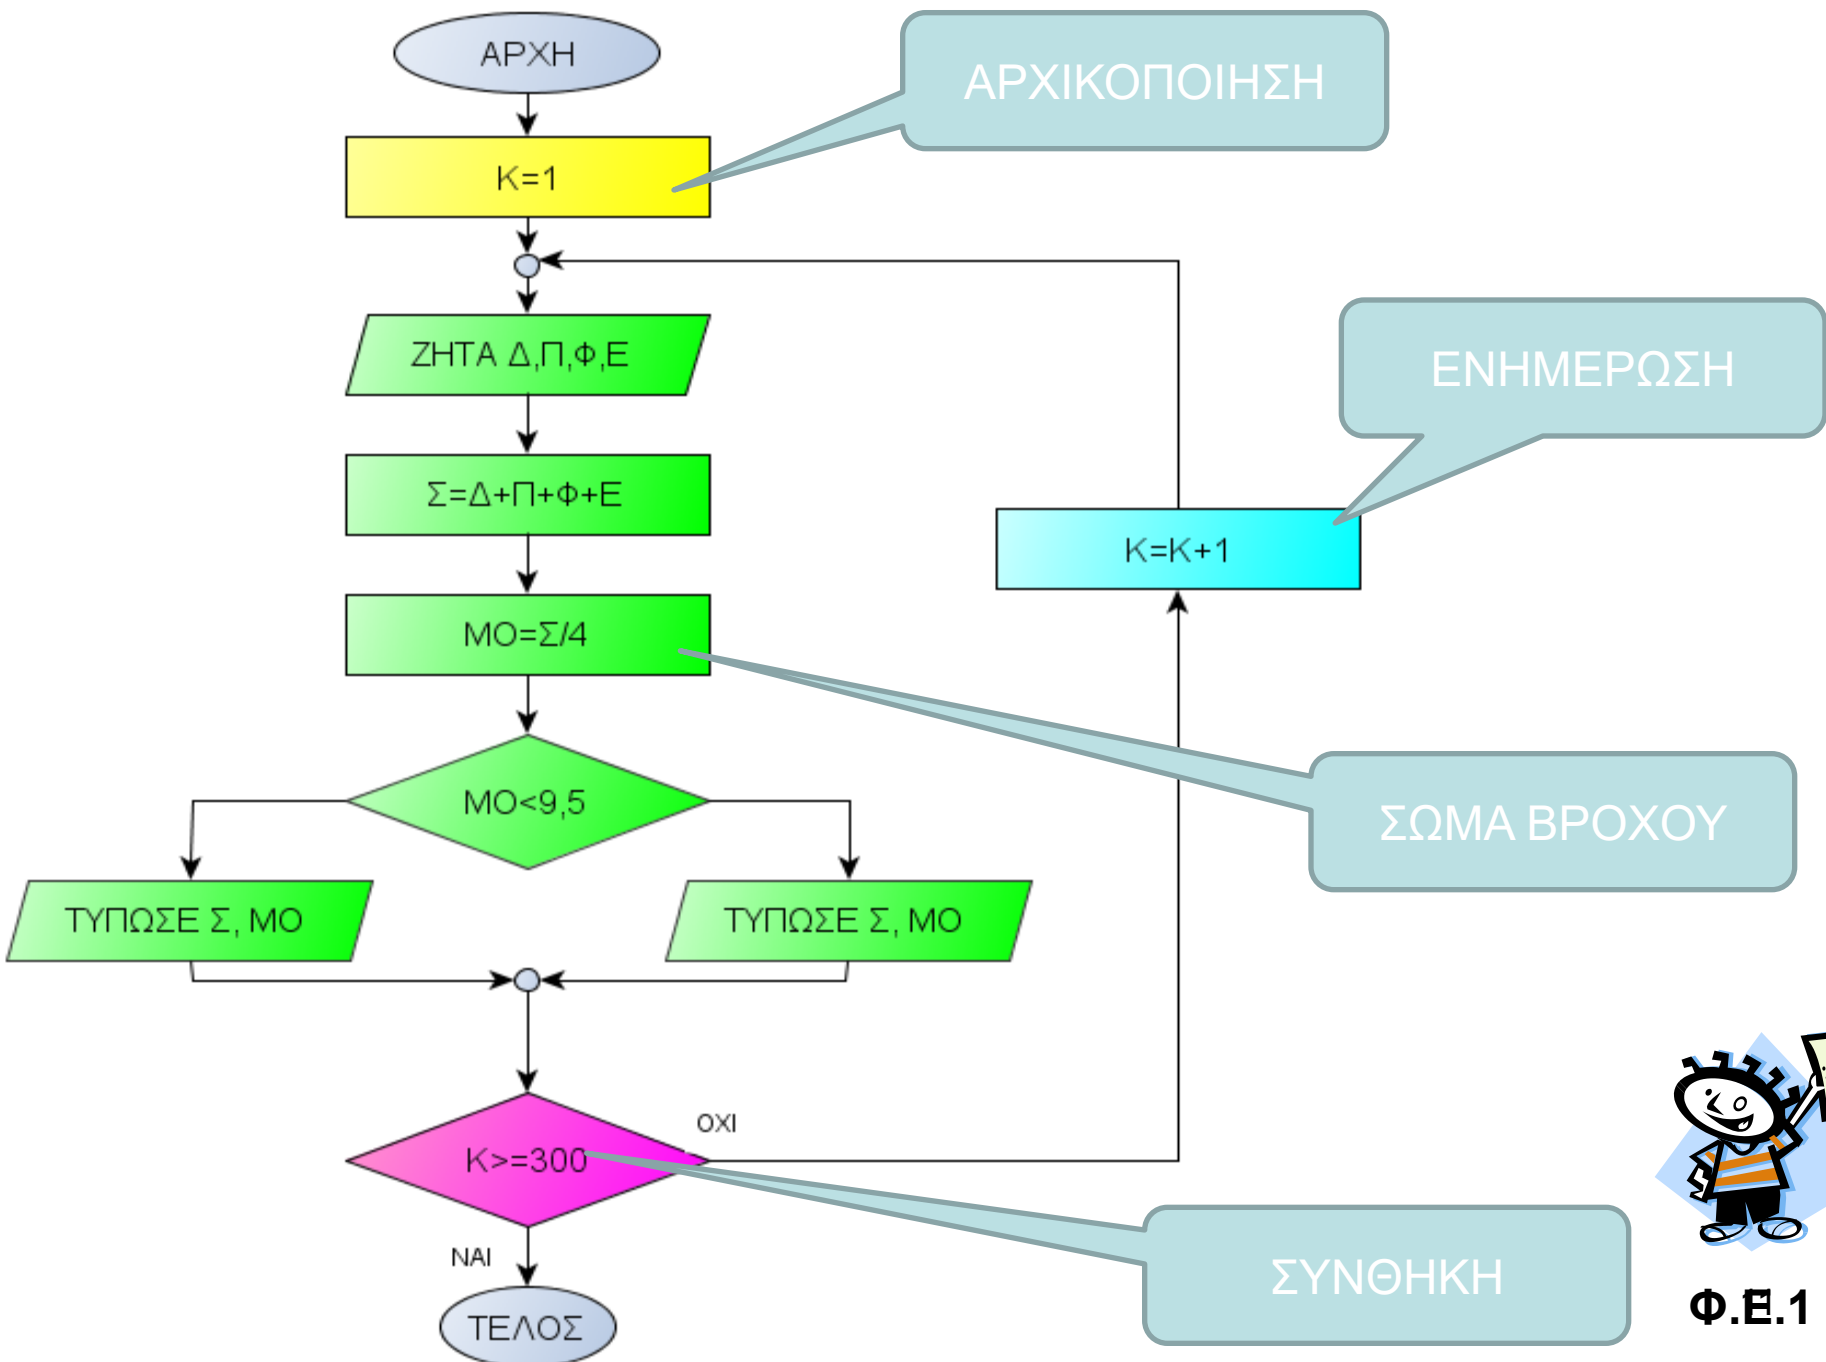 ΑΡΧΗ
ΑΡΧΙΚΟΠΟΙΗΣΗ
Κ=1
ΖΗΤΑ Δ,Π,Φ,Ε
ΕΝΗΜΕΡΩΣΗ
Σ=Δ+Π+Φ+Ε
Κ=Κ+1
ΜΟ=Σ/4
ΜΟ<9,5
ΣΩΜΑ ΒΡΟΧΟΥ
ΤΥΠΩΣΕ Σ, ΜΟ
ΤΥΠΩΣΕ Σ, ΜΟ
ΟΧΙ
Κ>=300
ΝΑΙ
ΣΥΝΘΗΚΗ
Φ.Ε.1
ΤΕΛΟΣ